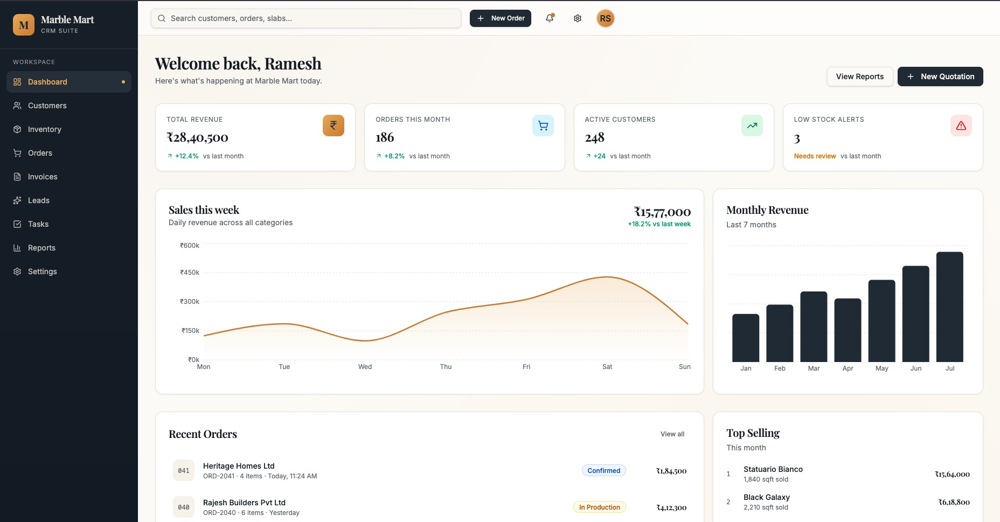 M
Marble Mart
CRM SUITE
WORKSPACE
Dashboard
Customers
Inventory
Orders
Invoices
Leads
Tasks
Reports
Settings
Search customers, orders, slabs...
New Order
RS
Welcome back, Ramesh
Here's what's happening at Marble Mart today.
View Reports
New Quotation
TOTAL REVENUE
₹28,40,500
+12.4% vs last month
₹
ORDERS THIS MONTH
186
+8.2% vs last month
ACTIVE CUSTOMERS
248
+24 vs last month
LOW STOCK ALERTS
3
Needs review vs last month
Sales this week
Daily revenue across all categories
₹15,77,000
+18.2% vs last week
₹600k
₹450k
₹300k
₹150k
₹0k
Mon Tue Wed Thu Fri Sat Sun
Monthly Revenue
Last 7 months
Jan Feb Mar Apr May Jun Jul
Recent Orders
View all
041
Heritage Homes Ltd
ORD-2041 · 4 items · Today, 11:24 AM
Confirmed
₹1,84,500
040
Rajesh Builders Pvt Ltd
ORD-2040 · 6 items · Yesterday
In Production
₹4,12,300
Top Selling
This month
1
Statuario Bianco
1,840 sqft sold
₹15,64,000
2
Black Galaxy
2,210 sqft sold
₹6,18,800